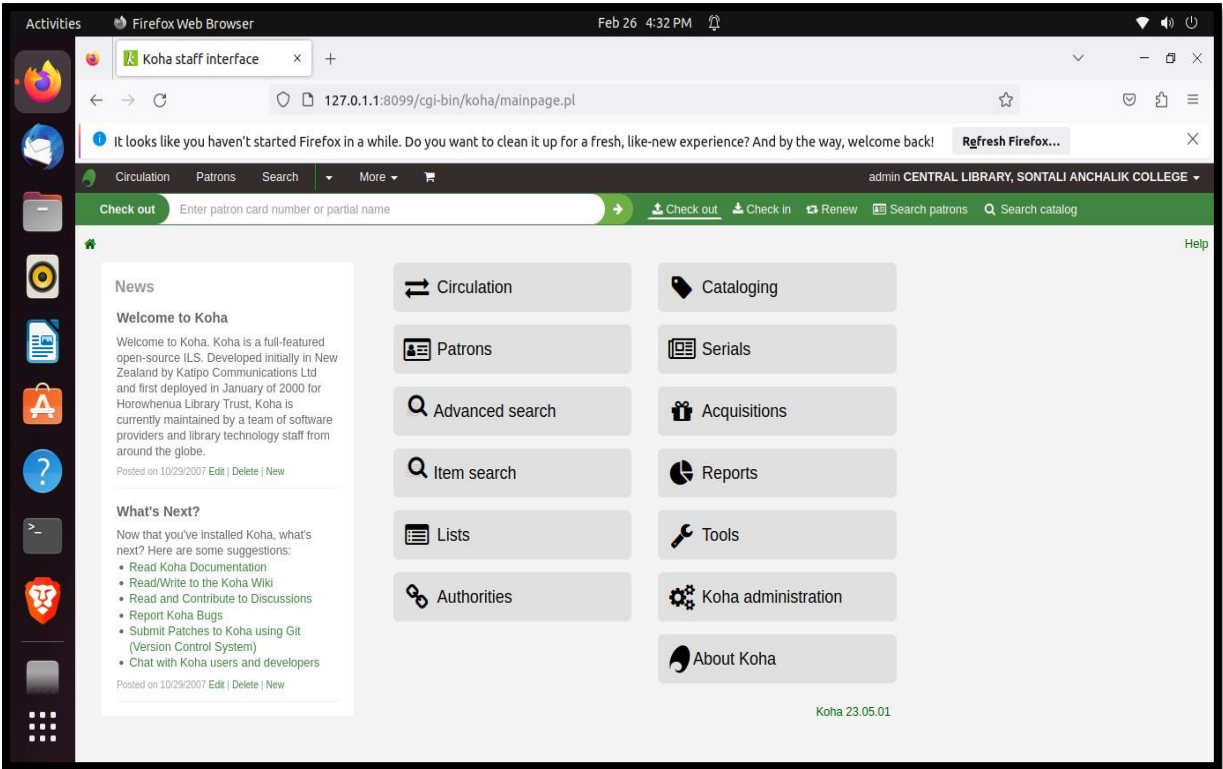 Activities Firefox Web Browser Feb 26 4:32 PM
Koha staff interface
127.0.1.1:8099/cgi-bin/koha/mainpage.pl
It looks like you haven't started Firefox in a while. Do you want to clean it up for a fresh, like-new experience? And by the way, welcome back! Refresh Firefox...
Circulation Patrons Search More admin CENTRAL LIBRARY, SONTALI ANCHALIK COLLEGE
Check out Enter patron card number or partial name Check out Check in Renew Search patrons Search catalog
Help
News
Welcome to Koha
Welcome to Koha. Koha is a full-featured
open-source ILS. Developed initially in New
Zealand by Katipo Communications Ltd
and first deployed in January of 2000 for
Horowhenua Library Trust, Koha is
currently maintained by a team of software
providers and library technology staff from
around the globe.
Posted on 10/29/2007 Edit | Delete | New
What's Next?
Now that you've installed Koha, what's
next? Here are some suggestions:
• Read Koha Documentation
• Read/Write to the Koha Wiki
• Read and Contribute to Discussions
• Report Koha Bugs
• Submit Patches to Koha using Git
(Version Control System)
• Chat with Koha users and developers
Posted on 10/29/2007 Edit | Delete | New
Circulation
Patrons
Advanced search
Item search
Lists
Authorities
Cataloging
Serials
Acquisitions
Reports
Tools
Koha administration
About Koha
Koha 23.05.01